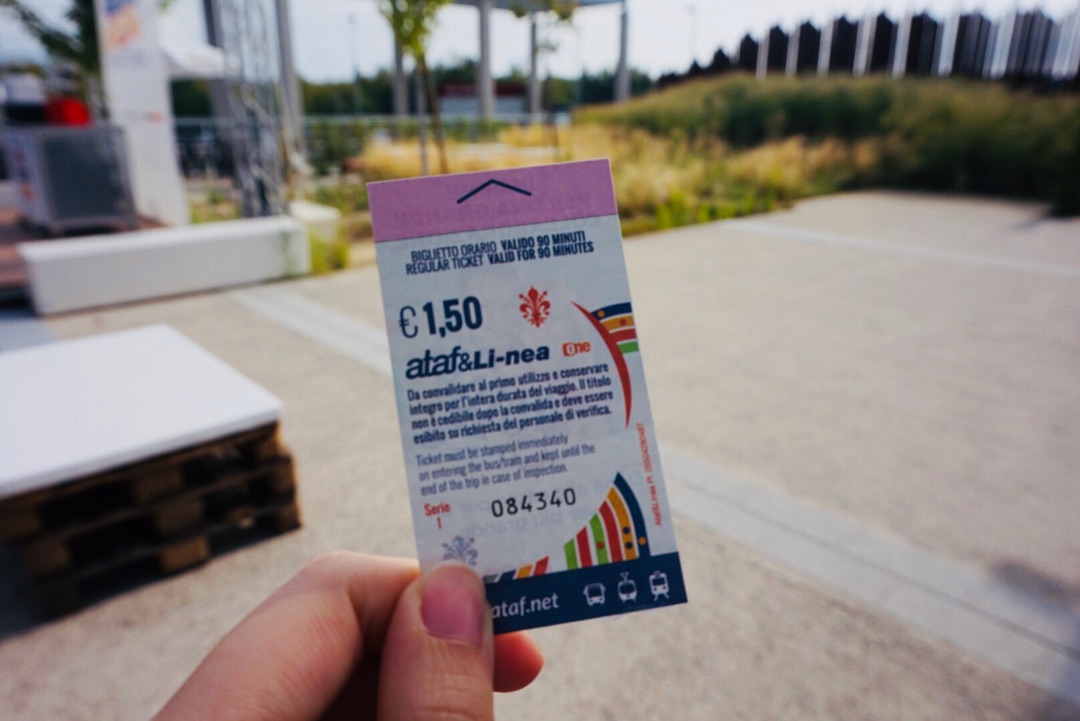 BIGLIETTO ORARIO VALIDO 90 MINUTI
REGULAR TICKET VALID FOR 90 MINUTES
€ 1,50
ataf&Li-nea One
Da convalidare al primo utilizzo e conservare
integro per l'intera durata del viaggio. Il titolo
non è cedibile dopo la convalida e deve essere
esibito su richiesta del personale di verifica.
Ticket must be stamped immediately
on entering the bus/tram and kept until the
end of the trip in case of inspection.
Serie
1
084340
Ataf&Linea PI
ataf.net